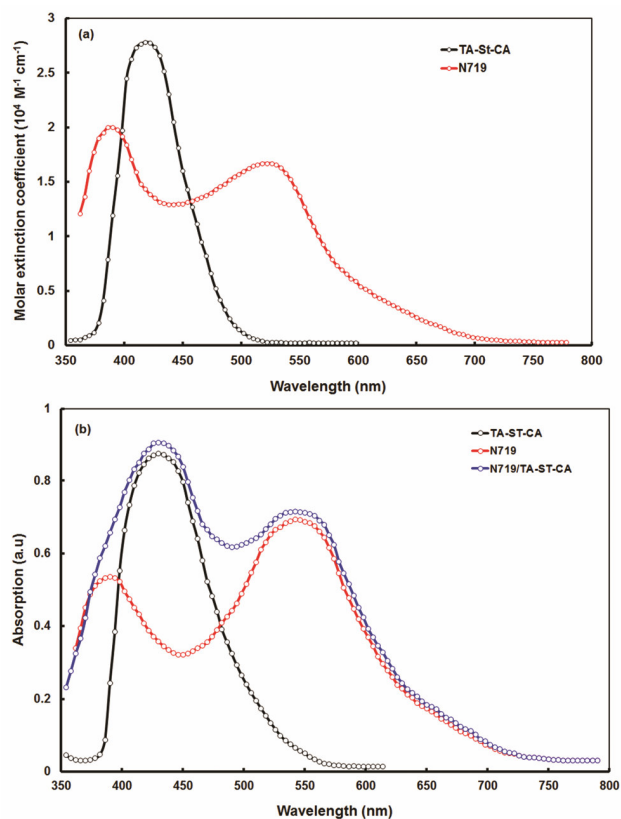 (a)
TA-St-CA
N719
Molar extinction coefficient (10⁴ M⁻¹ cm⁻¹)
3
2.5
2
1.5
1
0.5
0
350 400 450 500 550 600 650 700 750 800
Wavelength (nm)
(b)
TA-ST-CA
N719
N719/TA-ST-CA
Absorption (a.u)
1
0.8
0.6
0.4
0.2
0
350 400 450 500 550 600 650 700 750 800
Wavelength (nm)